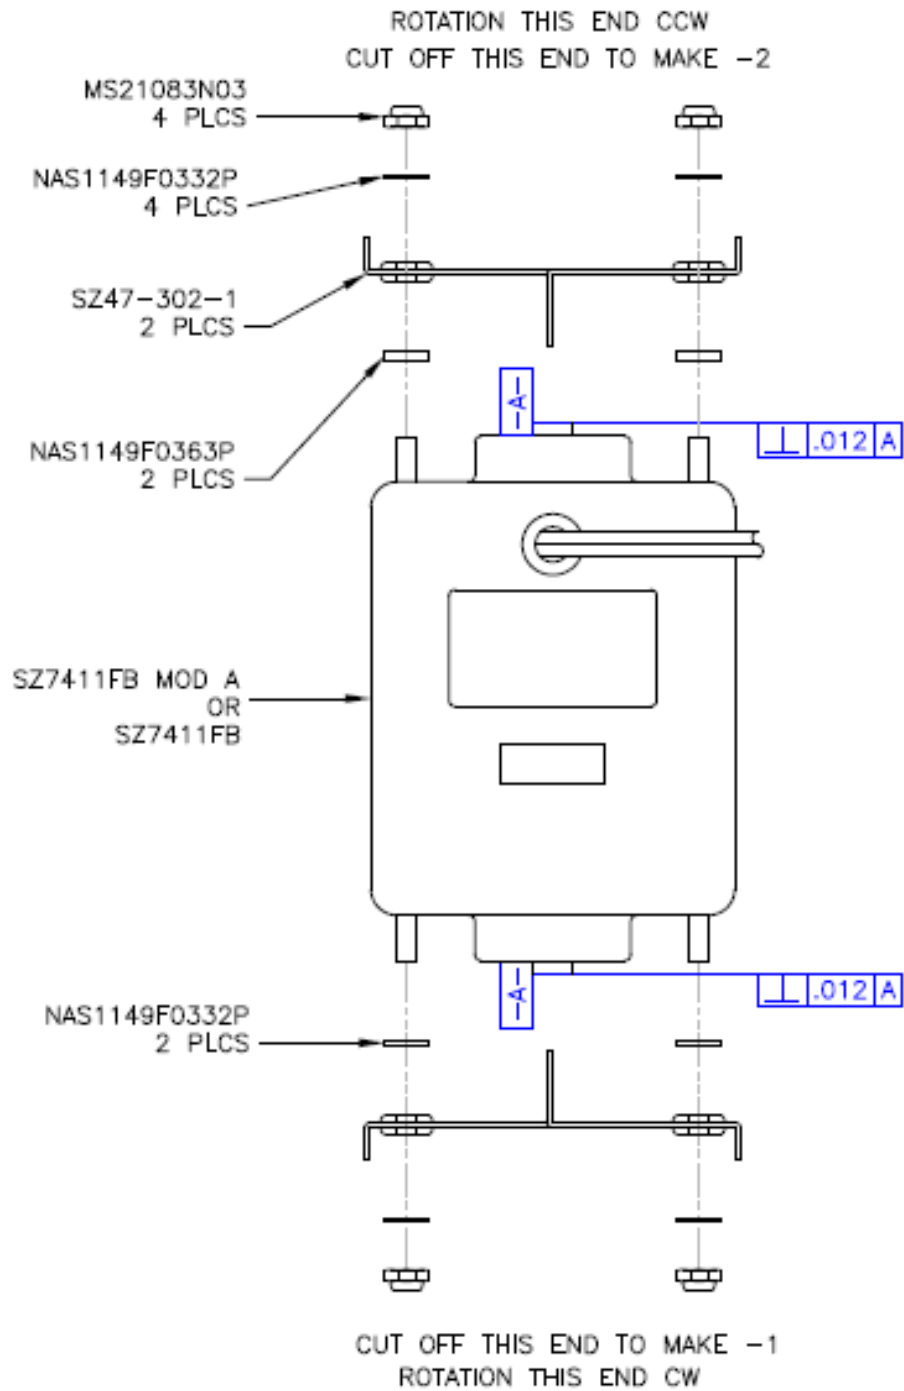 ROTATION THIS END CCW
CUT OFF THIS END TO MAKE -2
MS21083N03
4 PLCS
NAS1149F0332P
4 PLCS
SZ47-302-1
2 PLCS
NAS1149F0363P
2 PLCS
-A-
⊥ .012 A
SZ7411FB MOD A
OR
SZ7411FB
-A-
⊥ .012 A
NAS1149F0332P
2 PLCS
CUT OFF THIS END TO MAKE -1
ROTATION THIS END CW